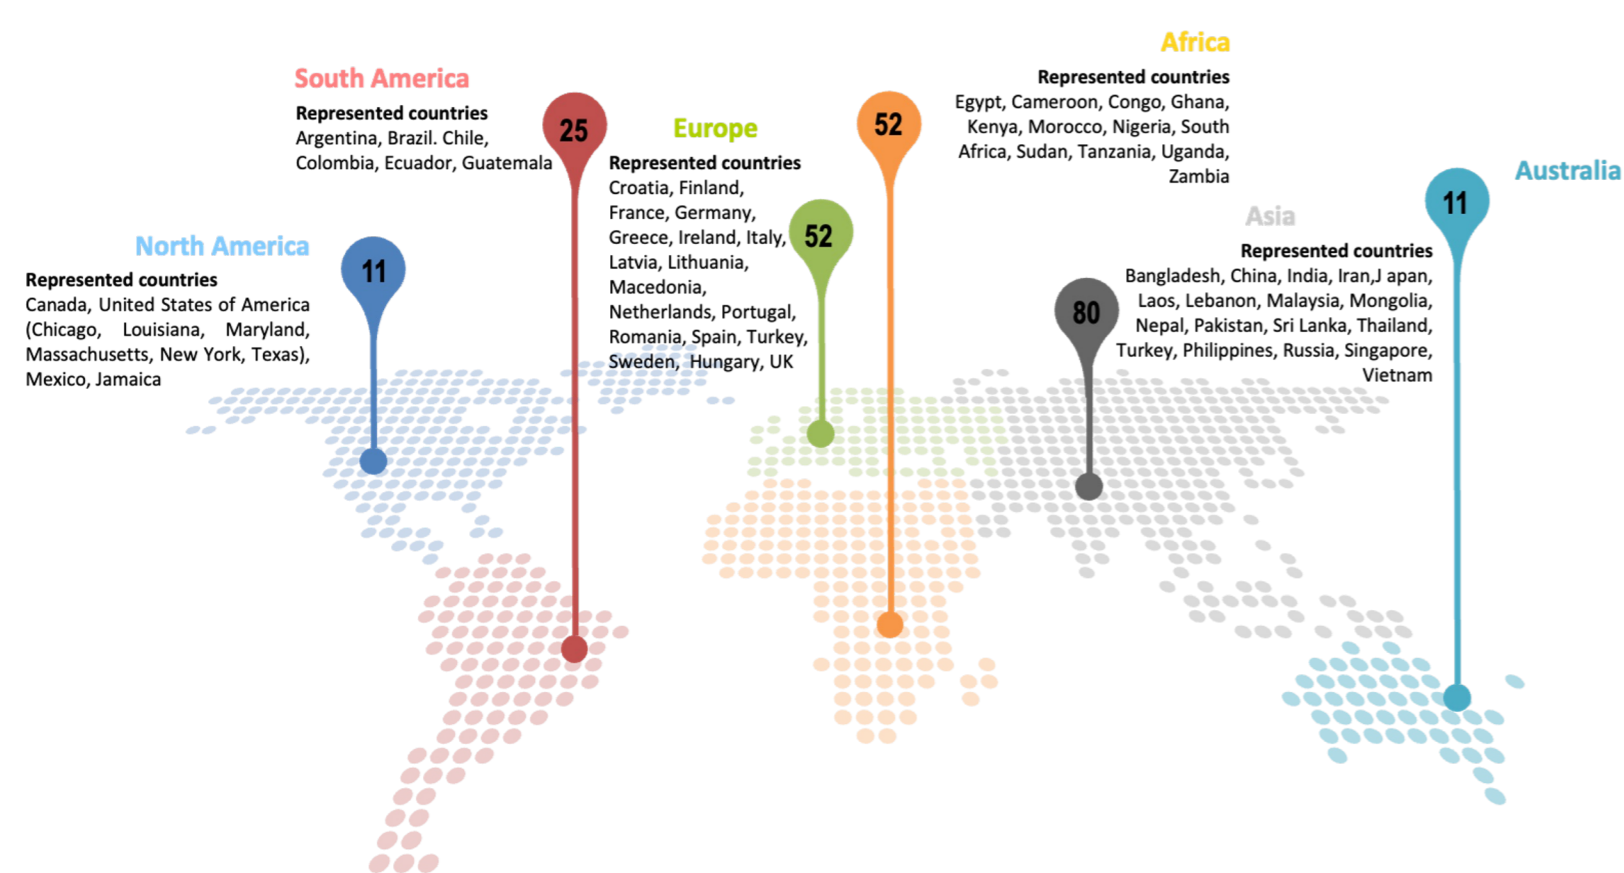 South America
Represented countries
Argentina, Brazil. Chile,
Colombia, Ecuador, Guatemala
25
Europe
Represented countries
Croatia, Finland,
France, Germany,
Greece, Ireland, Italy,
Latvia, Lithuania,
Macedonia,
Netherlands, Portugal,
Romania, Spain, Turkey,
Sweden, Hungary, UK
52
52
Africa
Represented countries
Egypt, Cameroon, Congo, Ghana,
Kenya, Morocco, Nigeria, South
Africa, Sudan, Tanzania, Uganda,
Zambia
Australia
11
North America
Represented countries
Canada, United States of America
(Chicago, Louisiana, Maryland,
Massachusetts, New York, Texas),
Mexico, Jamaica
11
Asia
Represented countries
Bangladesh, China, India, Iran,J apan,
Laos, Lebanon, Malaysia, Mongolia,
Nepal, Pakistan, Sri Lanka, Thailand,
Turkey, Philippines, Russia, Singapore,
Vietnam
80